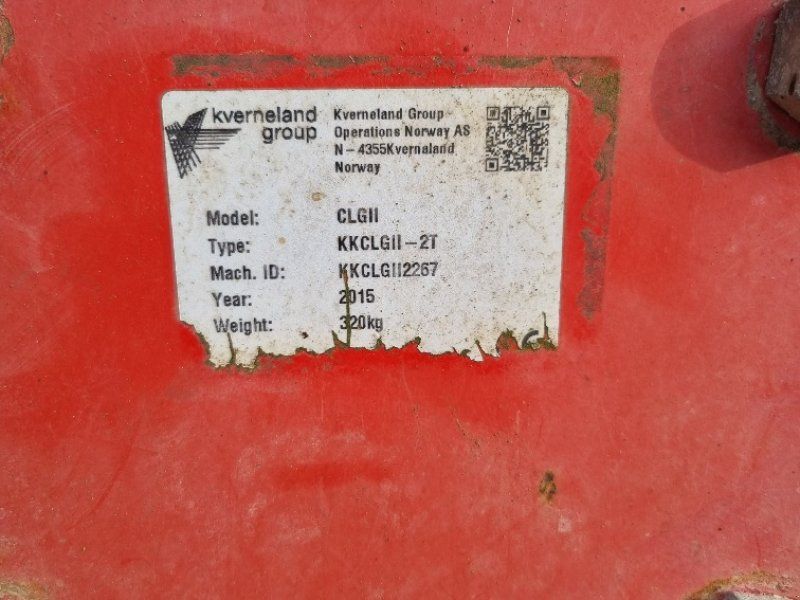 kverneland
group
Kverneland Group
Operations Norway AS
N-4355Kvernaland
Norway
Model: CLGII
Type: KKCLGII-2T
Mach. ID: KKCLGII2267
Year: 2015
Weight: 320kg